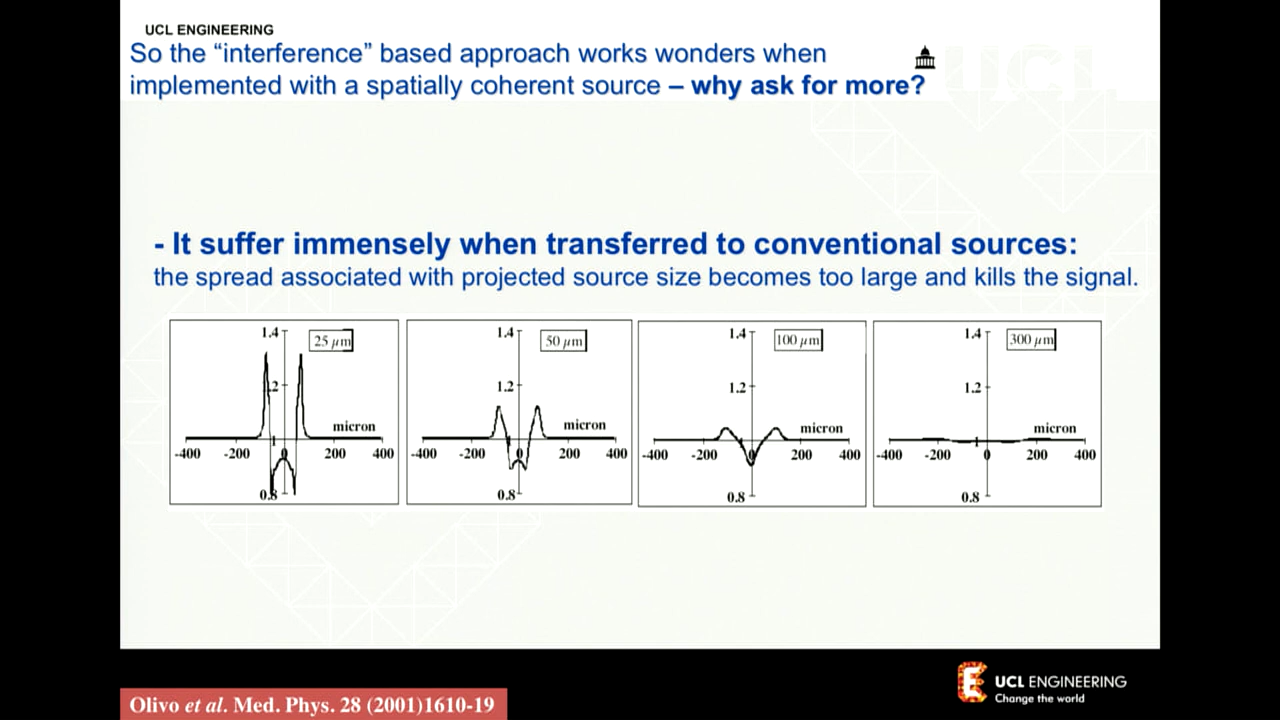 UCL ENGINEERING
UCL
So the “interference” based approach works wonders when
implemented with a spatially coherent source – why ask for more?
- It suffer immensely when transferred to conventional sources:
the spread associated with projected source size becomes too large and kills the signal.
1.4
25 μm
.2
micron
-400 -200 0 200 400
0.8
1.4
50 μm
1.2
micron
-400 -200 0 200 400
0.8
1.4
100 μm
1.2
micron
-400 -200 0 200 400
0.8
1.4
300 μm
1.2
micron
-400 -200 0 200 400
0.8
Olivo et al. Med. Phys. 28 (2001)1610-19
UCL ENGINEERING
Change the world